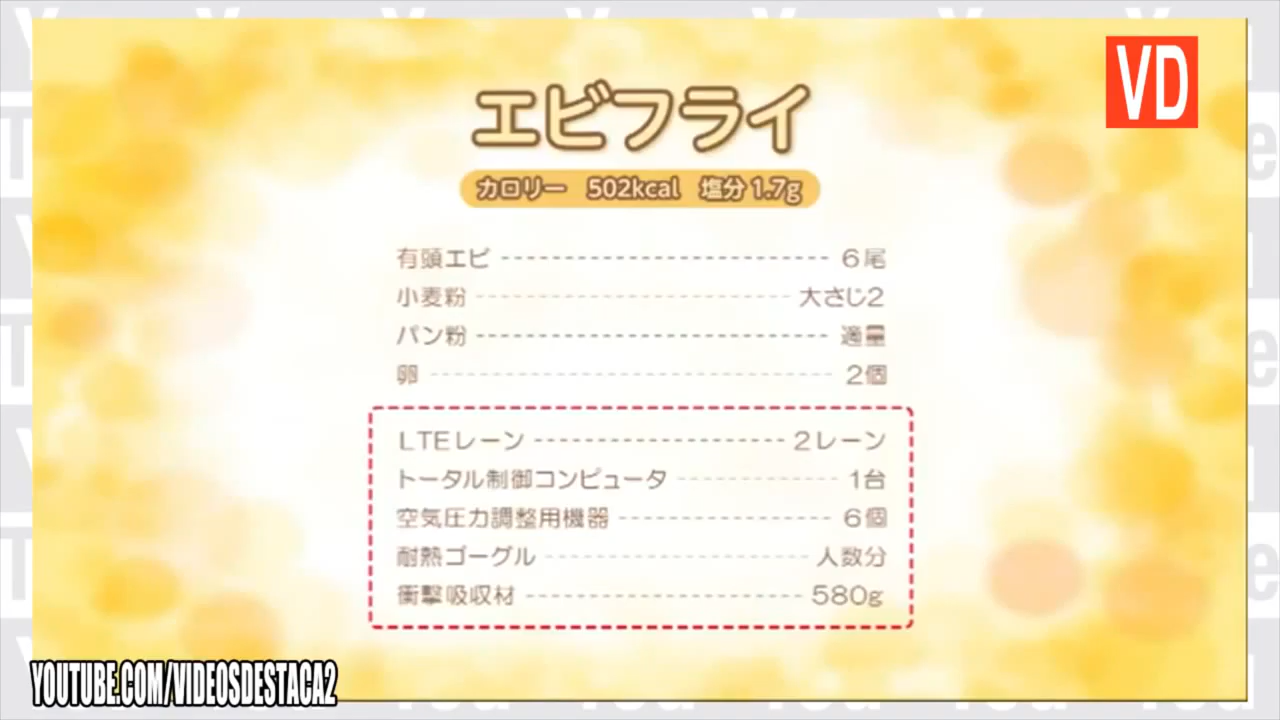 VD
エビフライ
カロリー 502kcal 塩分 1.7g
有頭エビ 6尾
小麦粉 大さじ2
パン粉 適量
卵 2個
LTEレーン 2レーン
トータル制御コンピュータ 1台
空気圧力調整用機器 6個
耐熱ゴーグル 人数分
衝撃吸収材 580g
YOUTUBE.COM/VIDEOSDESTACA2